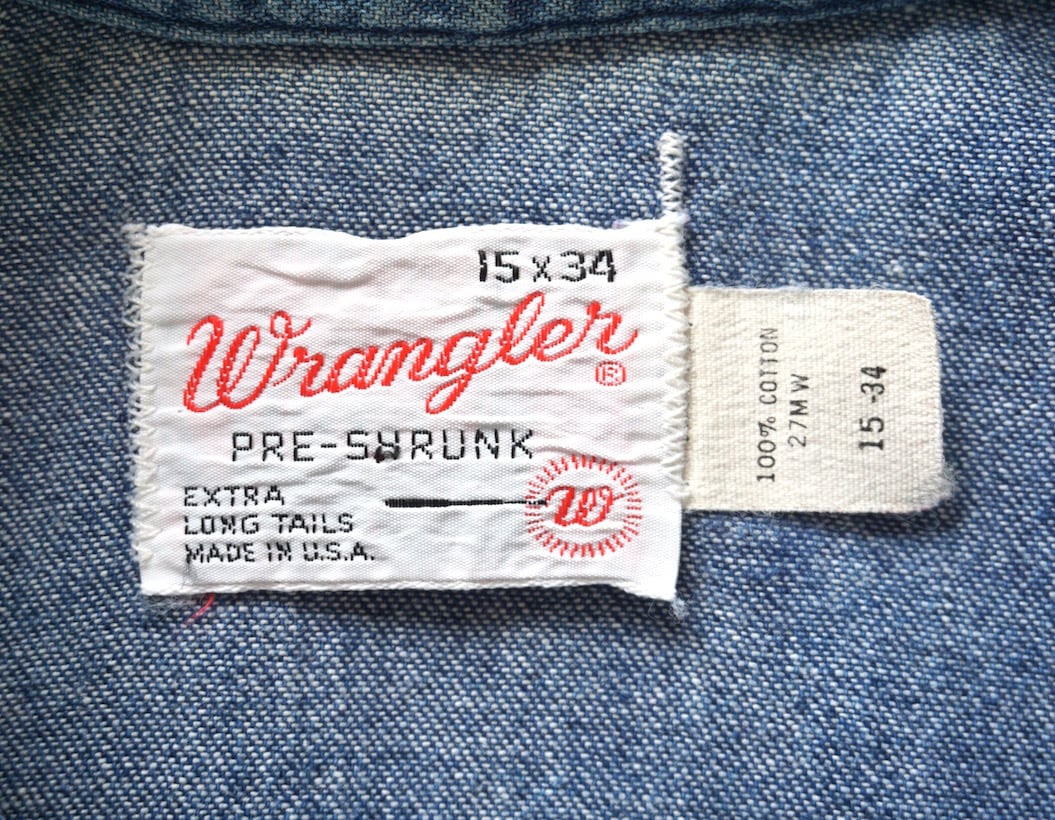 15 x 34
Wrangler
®
PRE-SHRUNK
EXTRA
LONG TAILS
MADE IN U.S.A.
W
100% COTTON
27MW
15-34